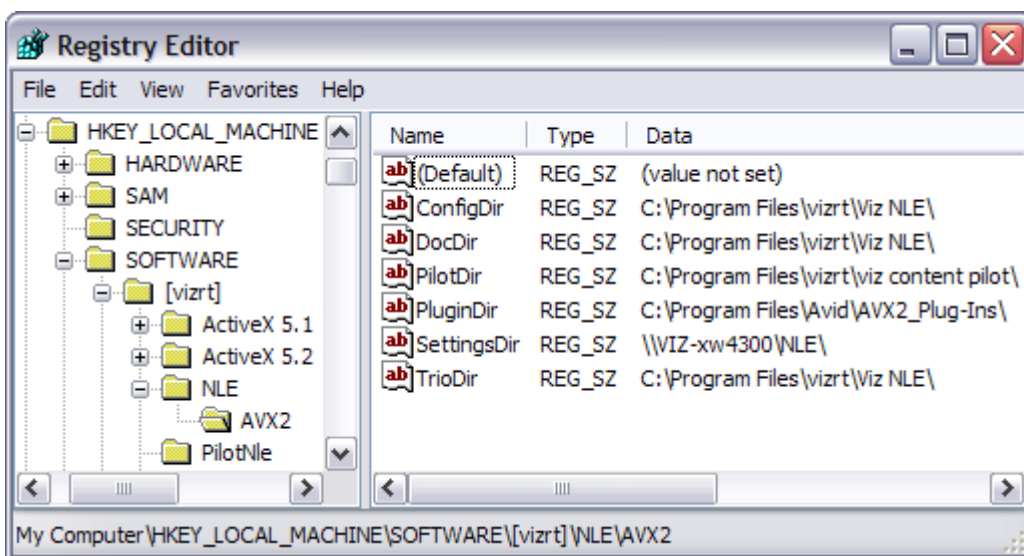 Registry Editor
File Edit View Favorites Help
HKEY_LOCAL_MACHINE
HARDWARE
SAM
SECURITY
SOFTWARE
[vizrt]
ActiveX 5.1
ActiveX 5.2
NLE
AVX2
PilotNle
Name Type Data
(Default) REG_SZ (value not set)
ConfigDir REG_SZ C:\Program Files\vizrt\Viz NLE\
DocDir REG_SZ C:\Program Files\vizrt\Viz NLE\
PilotDir REG_SZ C:\Program Files\vizrt\viz content pilot\
PluginDir REG_SZ C:\Program Files\Avid\AVX2_Plug-Ins\
SettingsDir REG_SZ \\VIZ-xw4300\NLE\
TrioDir REG_SZ C:\Program Files\vizrt\Viz NLE\
My Computer\HKEY_LOCAL_MACHINE\SOFTWARE\[vizrt]\NLE\AVX2